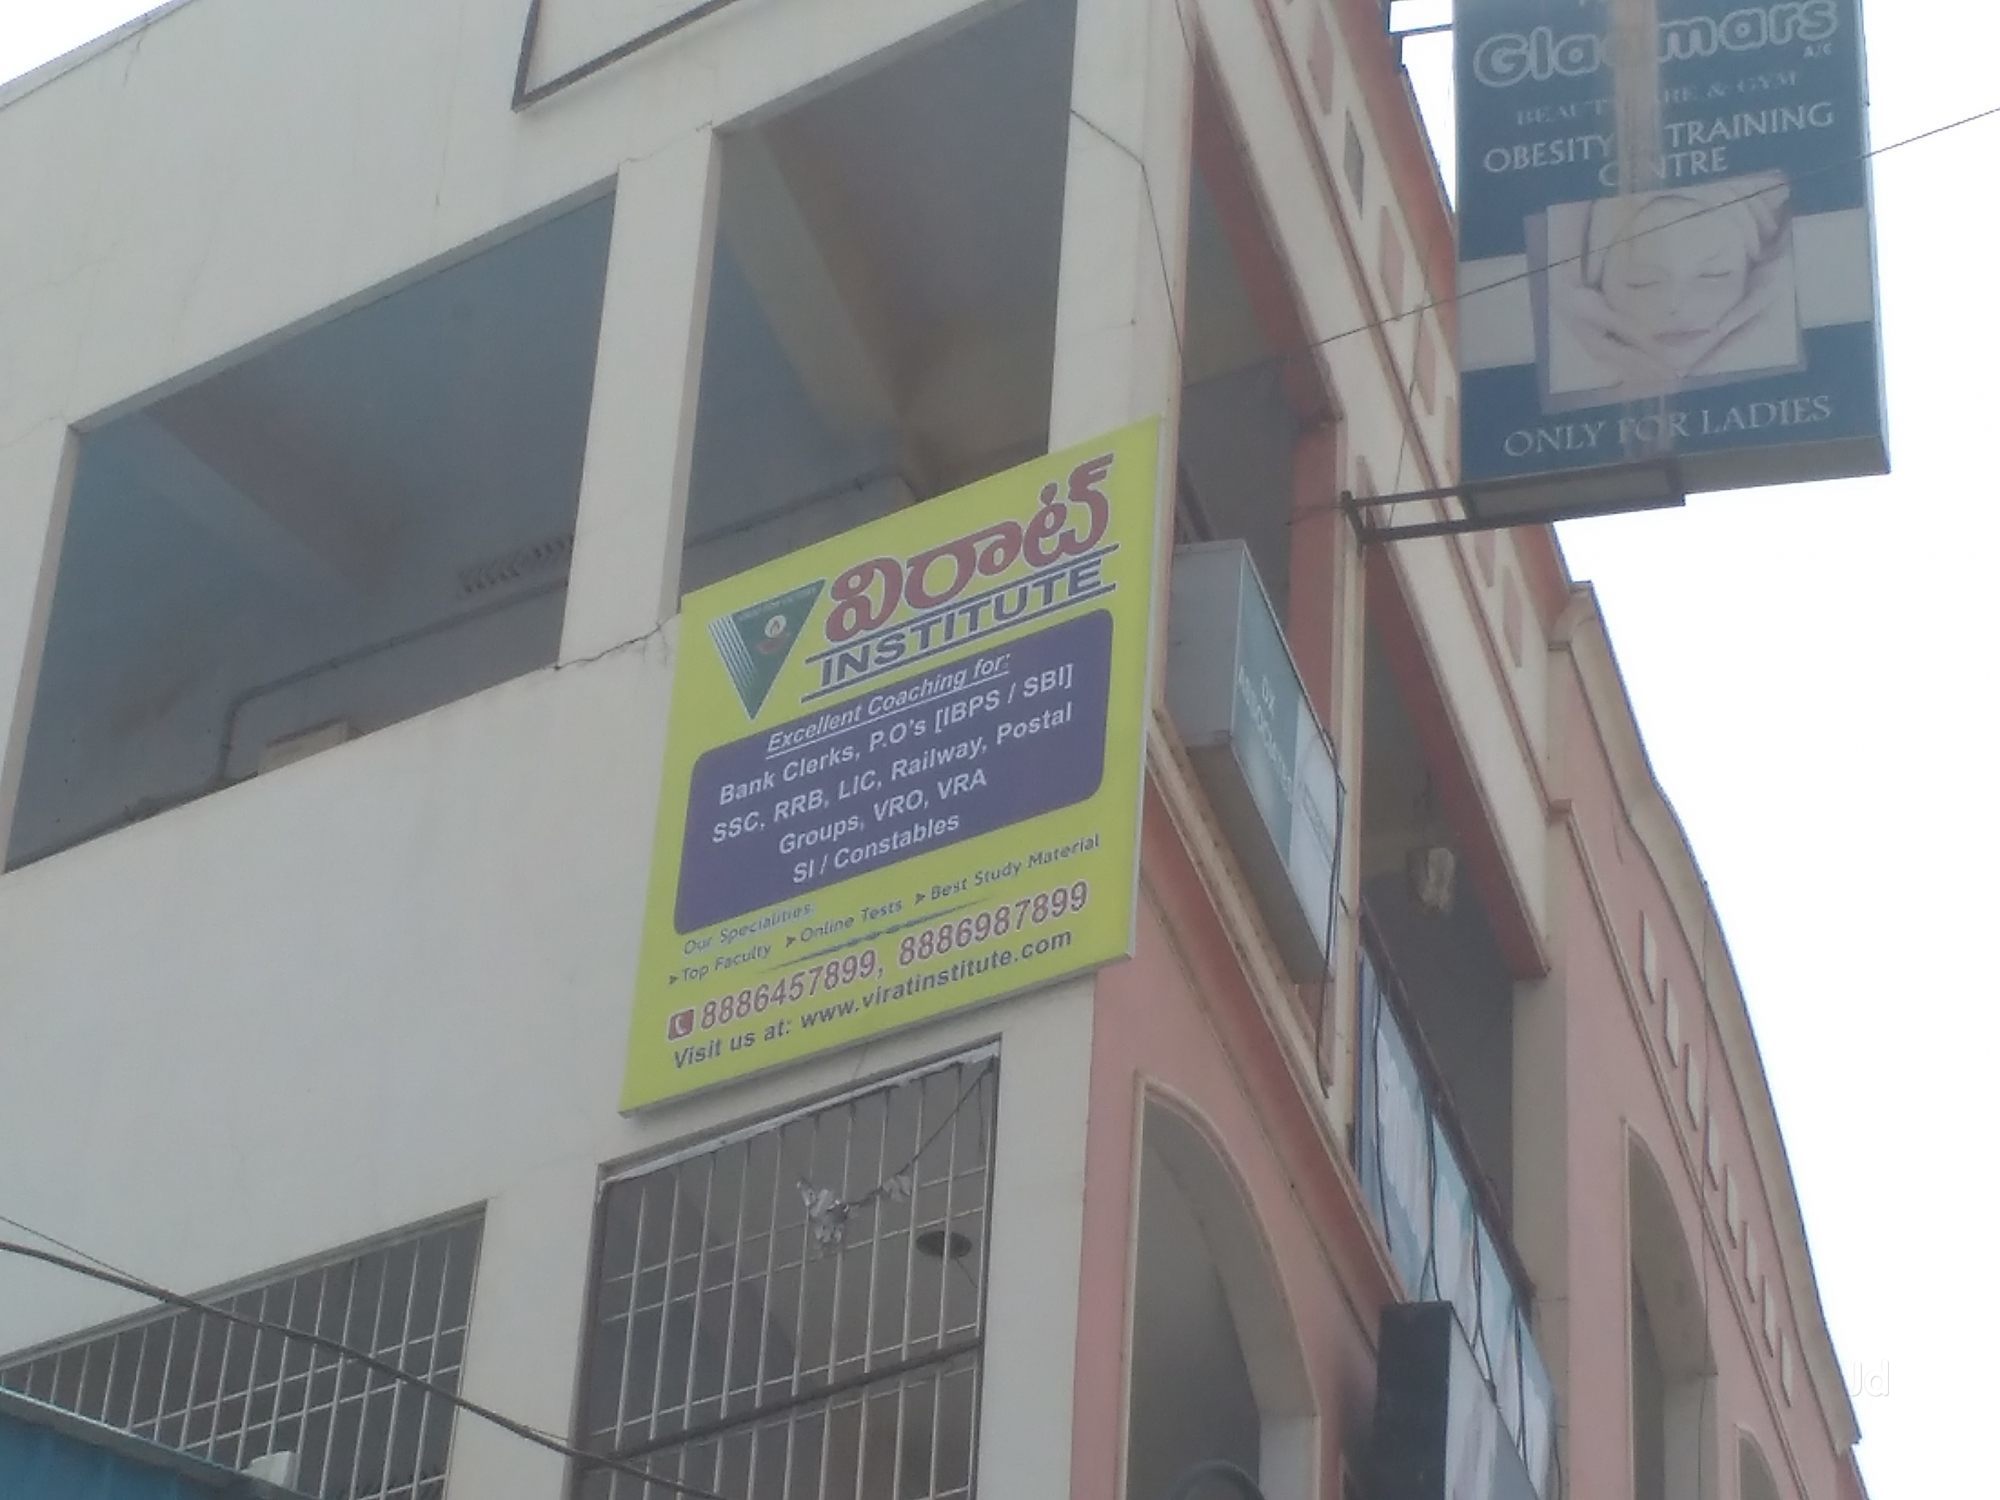 విరాట్
INSTITUTE
Excellent Coaching for:
Bank Clerks, P.O's [IBPS / SBI]
SSC, RRB, LIC, Railway, Postal
Groups, VRO, VRA
SI / Constables
Our Specialities:
➤Top Faculty ➤Online Tests ➤Best Study Material
8886457899, 8886987899
Visit us at: www.viratinstitute.com
A/C
& GYM
OBESITY TRAINING
ONLY FOR LADIES
Jd